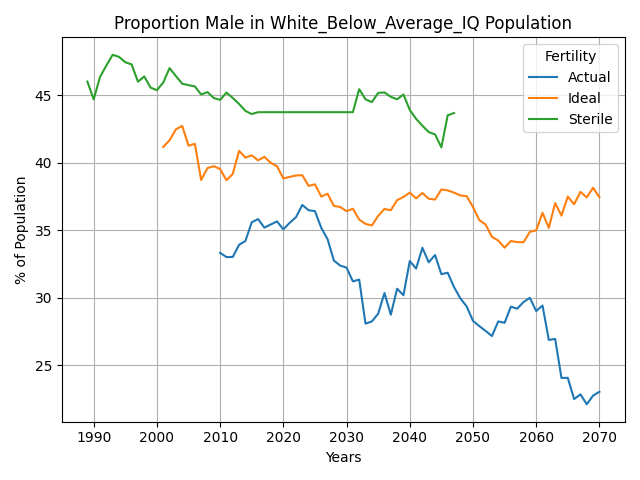 Proportion Male in White_Below_Average_IQ Population
Fertility
Actual
Ideal
Sterile
% of Population
45
40
35
30
25
1990 2000 2010 2020 2030 2040 2050 2060 2070
Years